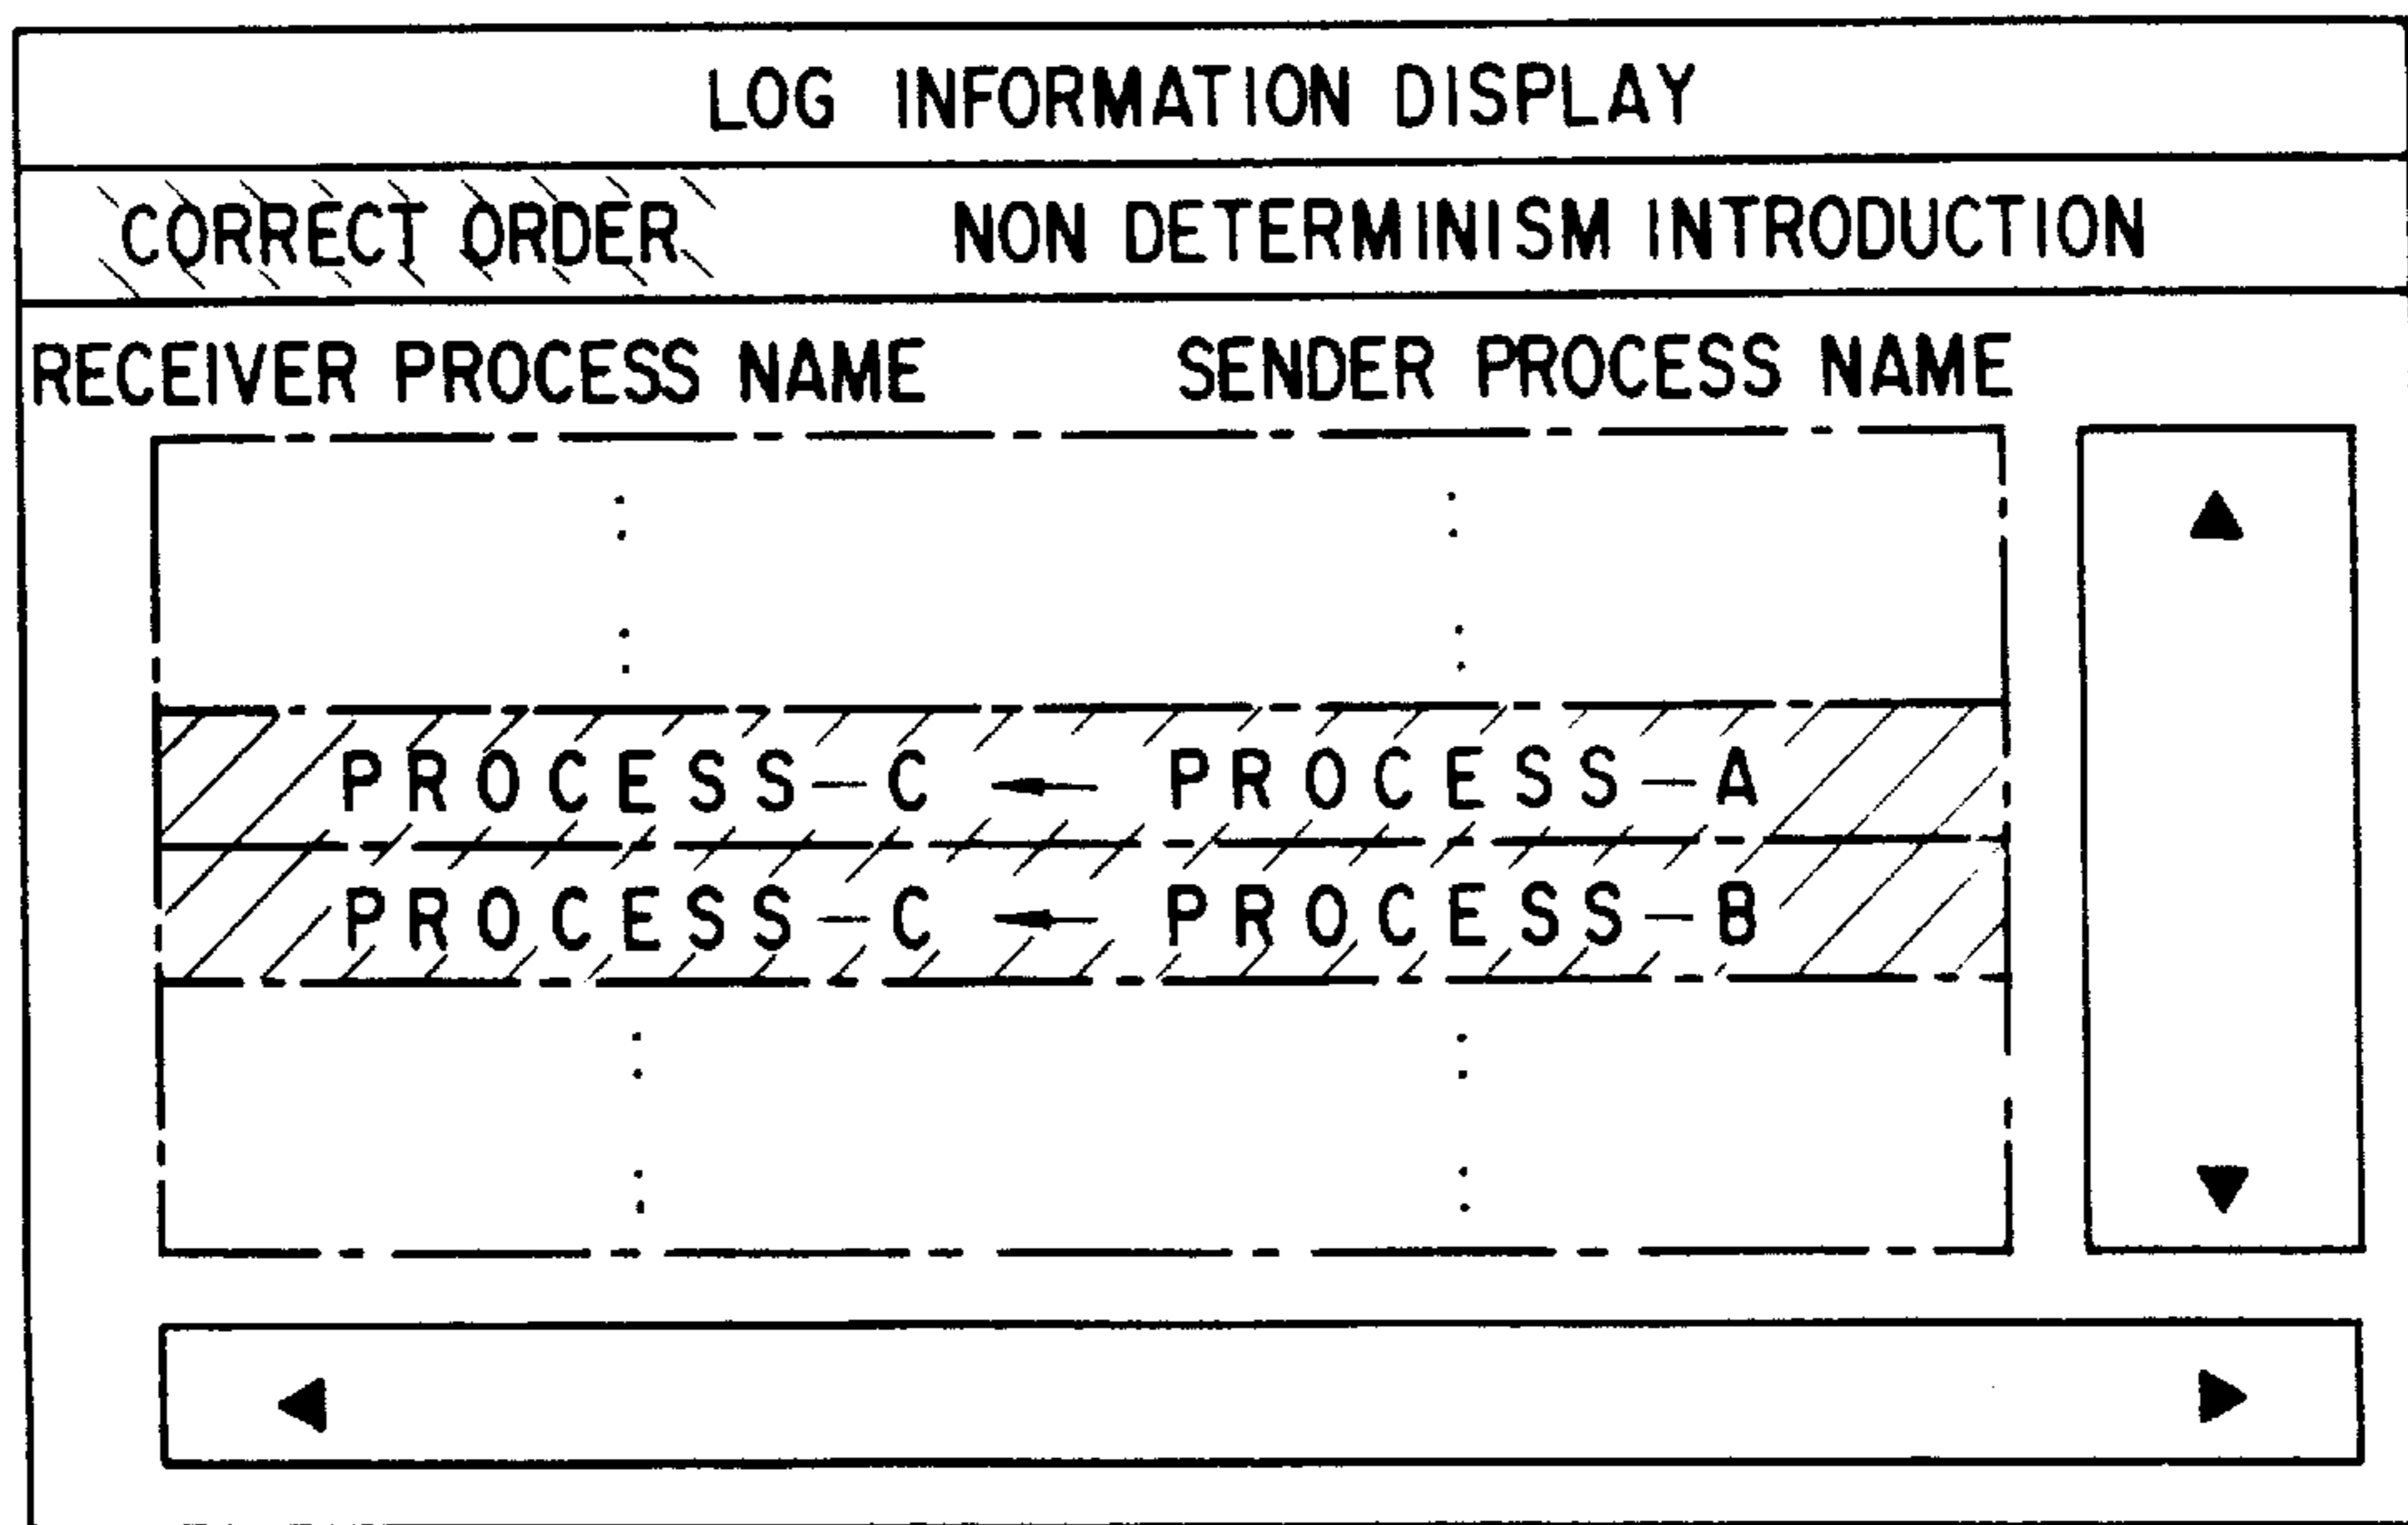 LOG INFORMATION DISPLAY
CORRECT ORDER NON DETERMINISM INTRODUCTION
RECEIVER PROCESS NAME SENDER PROCESS NAME
PROCESS-C ← PROCESS-A
PROCESS-C ← PROCESS-B